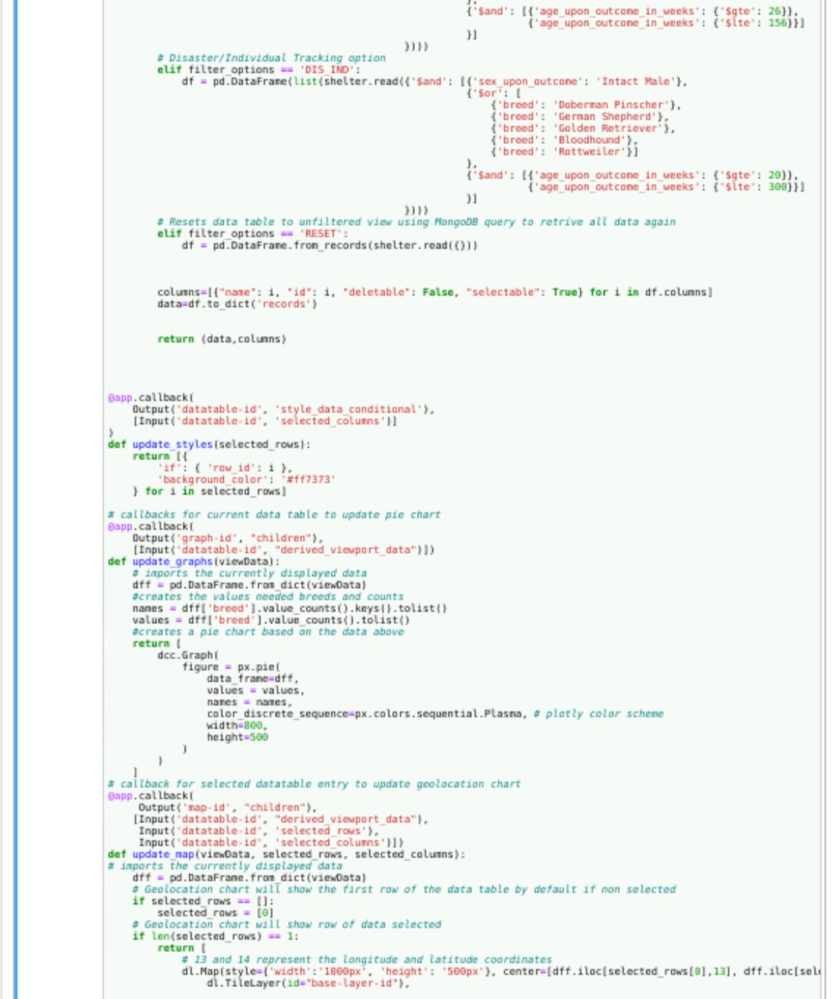 },
{'$and': [{'age_upon_outcome_in_weeks': {'$gte': 26}},
{'age_upon_outcome_in_weeks': {'$lte': 156}}]
}]
}))))
# Disaster/Individual Tracking option
elif filter_options == 'DIS_IND':
df = pd.DataFrame(list(shelter.read({'$and': [{'sex_upon_outcome': 'Intact Male'},
{'$or': [
{'breed': 'Doberman Pinscher'},
{'breed': 'German Shepherd'},
{'breed': 'Golden Retriever'},
{'breed': 'Bloodhound'},
{'breed': 'Rottweiler'}]
},
{'$and': [{'age_upon_outcome_in_weeks': {'$gte': 20}},
{'age_upon_outcome_in_weeks': {'$lte': 300}}]
}]
}))))
# Resets data table to unfiltered view using MongoDB query to retrive all data again
elif filter_options == 'RESET':
df = pd.DataFrame.from_records(shelter.read({}))
columns=[{"name": i, "id": i, "deletable": False, "selectable": True} for i in df.columns]
data=df.to_dict('records')
return (data,columns)
@app.callback(
Output('datatable-id', 'style_data_conditional'),
[Input('datatable-id', 'selected_columns')]
)
def update_styles(selected_rows):
return [{
'if': { 'row_id': i },
'background_color': '#ff7373'
} for i in selected_rows]
# callbacks for current data table to update pie chart
@app.callback(
Output('graph-id', "children"),
[Input('datatable-id', "derived_viewport_data")])
def update_graphs(viewData):
# imports the currently displayed data
dff = pd.DataFrame.from_dict(viewData)
#creates the values needed breeds and counts
names = dff['breed'].value_counts().keys().tolist()
values = dff['breed'].value_counts().tolist()
#creates a pie chart based on the data above
return [
dcc.Graph(
figure = px.pie(
data_frame=dff,
values = values,
names = names,
color_discrete_sequence=px.colors.sequential.Plasma, # plotly color scheme
width=800,
height=500
)
)
]
# callback for selected datatable entry to update geolocation chart
@app.callback(
Output('map-id', "children"),
[Input('datatable-id', "derived_viewport_data"),
Input('datatable-id', 'selected_rows'),
Input('datatable-id', 'selected_columns')])
def update_map(viewData, selected_rows, selected_columns):
# imports the currently displayed data
dff = pd.DataFrame.from_dict(viewData)
# Geolocation chart will show the first row of the data table by default if non selected
if selected_rows == []:
selected_rows = [0]
# Geolocation chart will show row of data selected
if len(selected_rows) == 1:
return [
# 13 and 14 represent the longitude and latitude coordinates
dl.Map(style={'width':'1000px', 'height': '500px'}, center=[dff.iloc[selected_rows[0],13], dff.iloc[sele
dl.TileLayer(id="base-layer-id"),